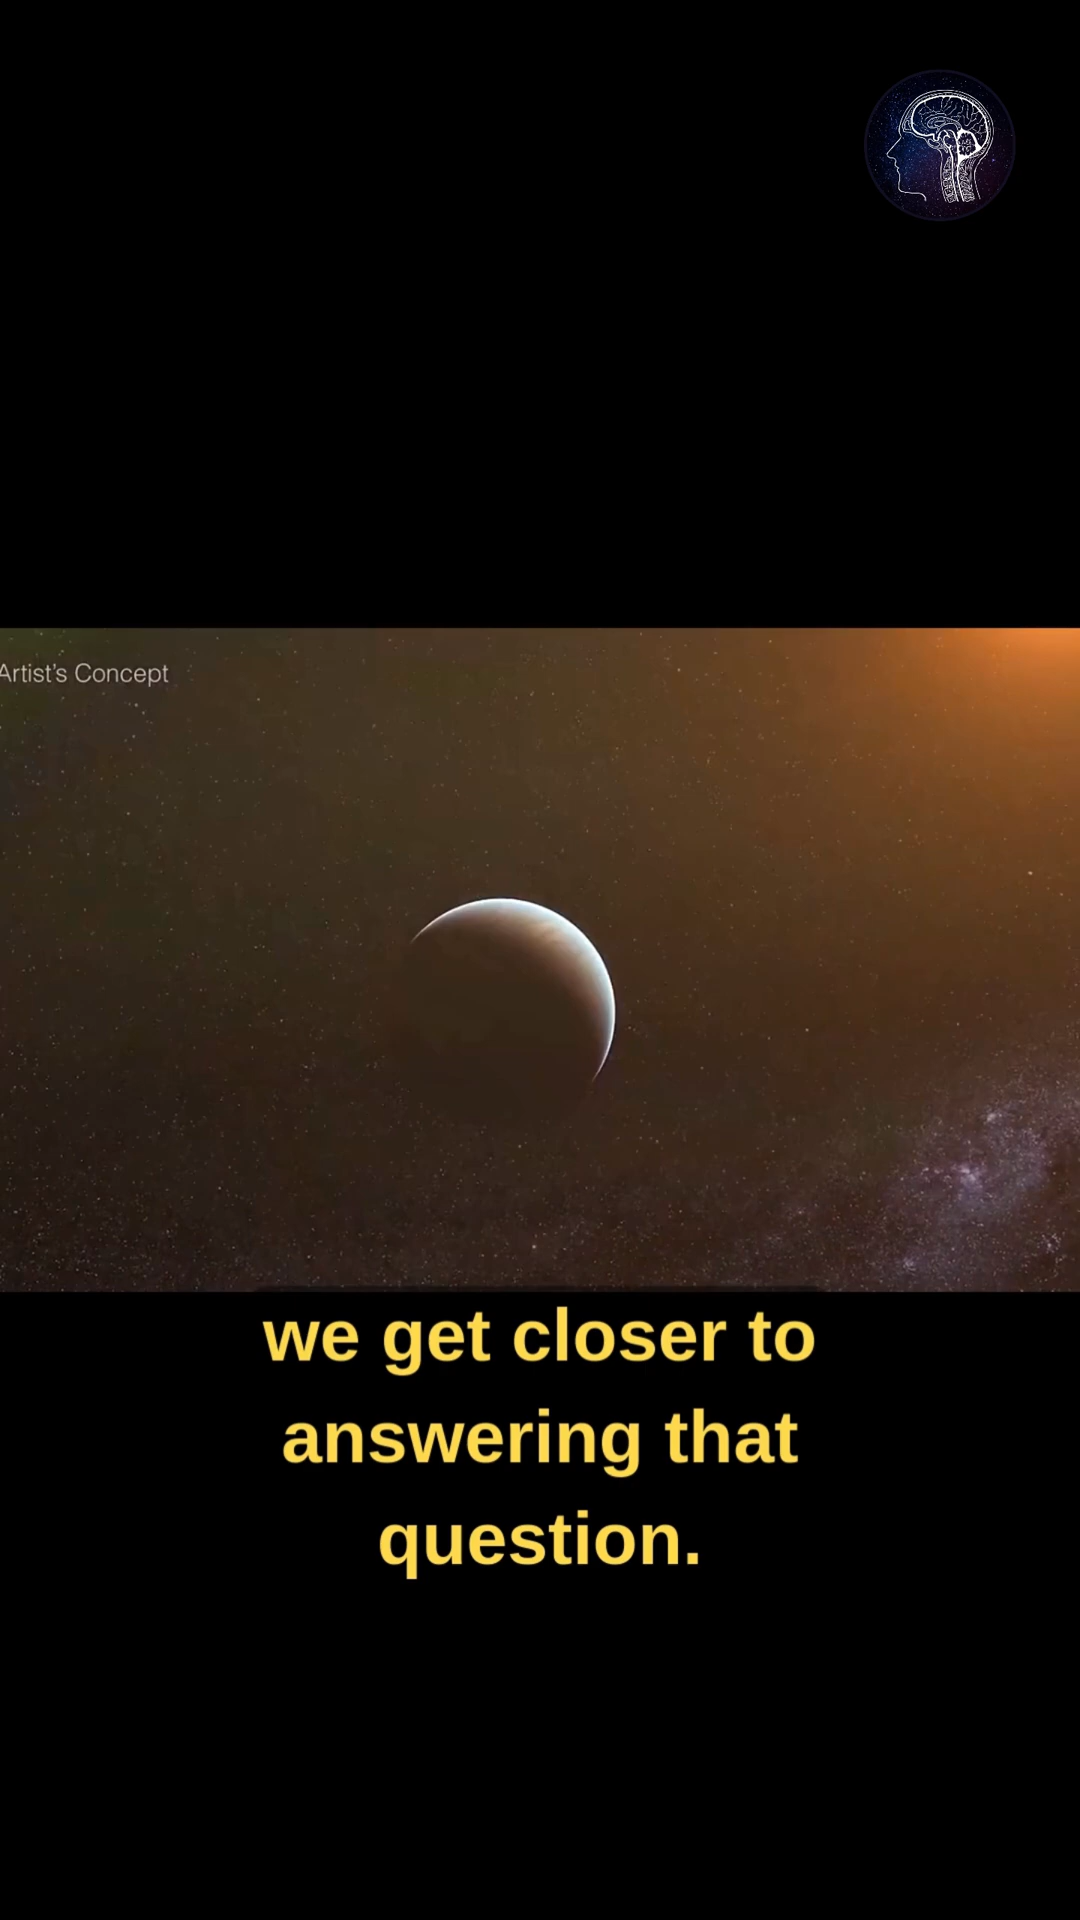 Artist's Concept
we get closer to
answering that
question.